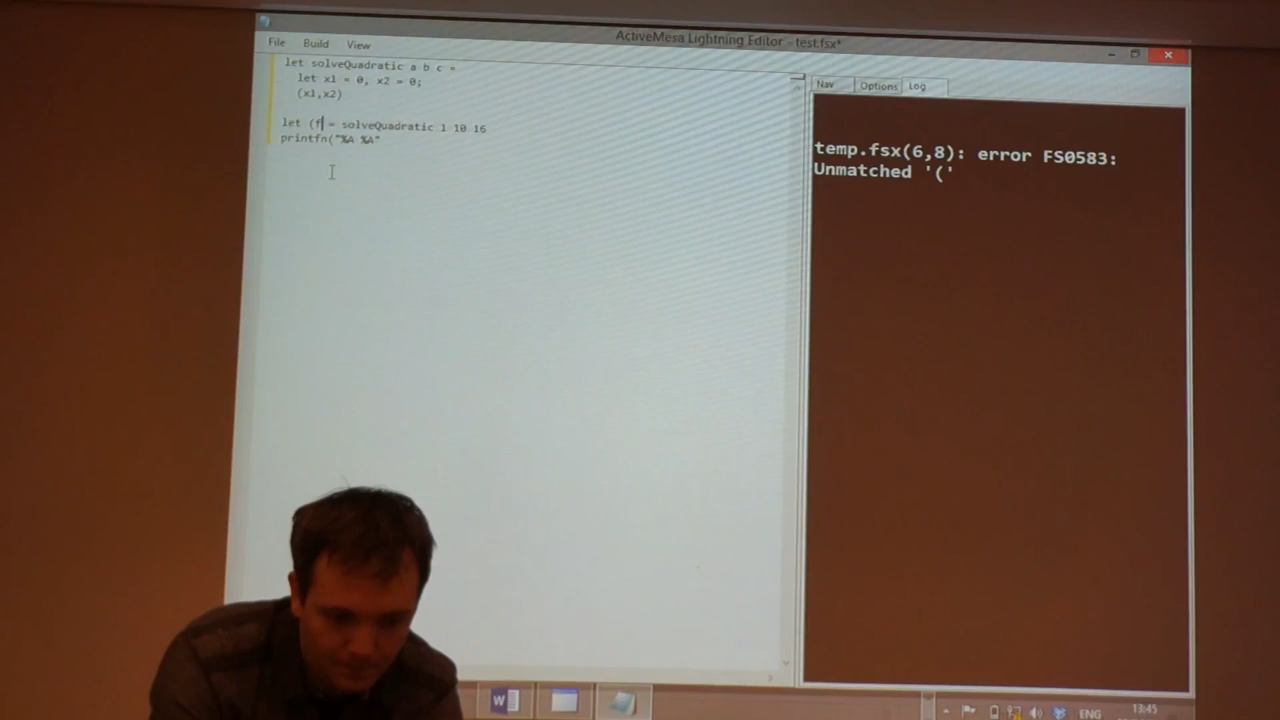 ActiveMesa Lightning Editor - test.fsx*
File Build View
let solveQuadratic a b c =
let x1 = 0, x2 = 0;
(x1,x2)
let (f = solveQuadratic 1 10 16
printfn("%A %A"
Nav Options Log
temp.fsx(6,8): error FS0583:
Unmatched '('
W
ENG
13:45